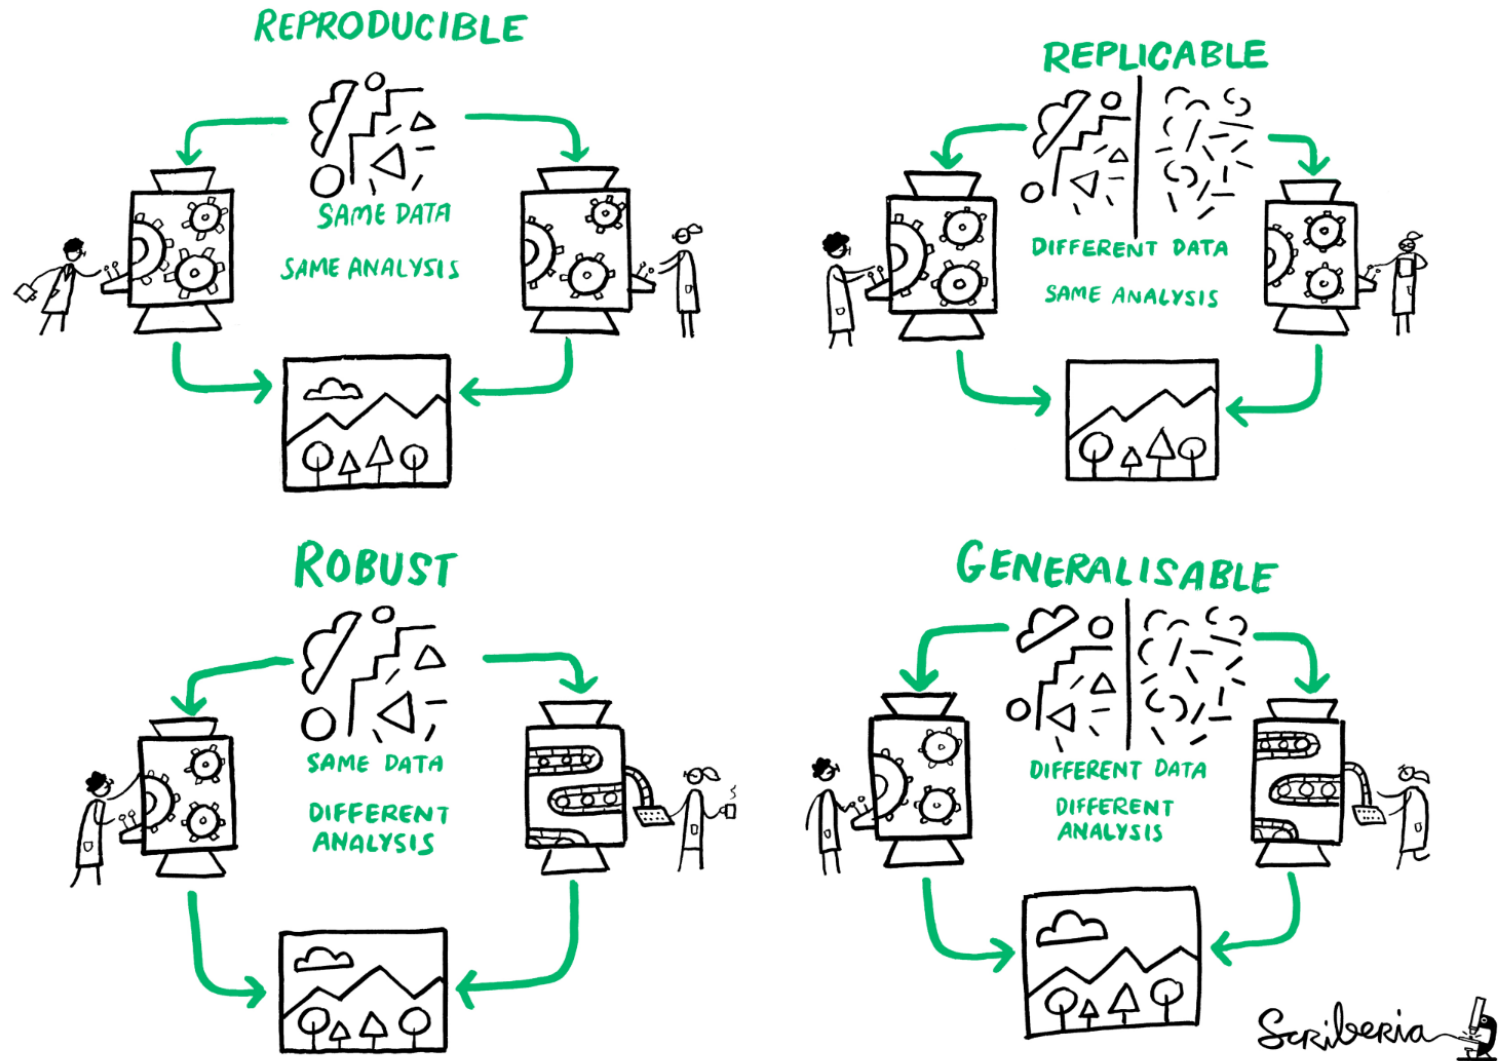 REPRODUCIBLE
SAME DATA
SAME ANALYSIS
REPLICABLE
DIFFERENT DATA
SAME ANALYSIS
ROBUST
SAME DATA
DIFFERENT
ANALYSIS
GENERALISABLE
DIFFERENT DATA
DIFFERENT
ANALYSIS
Scriberia